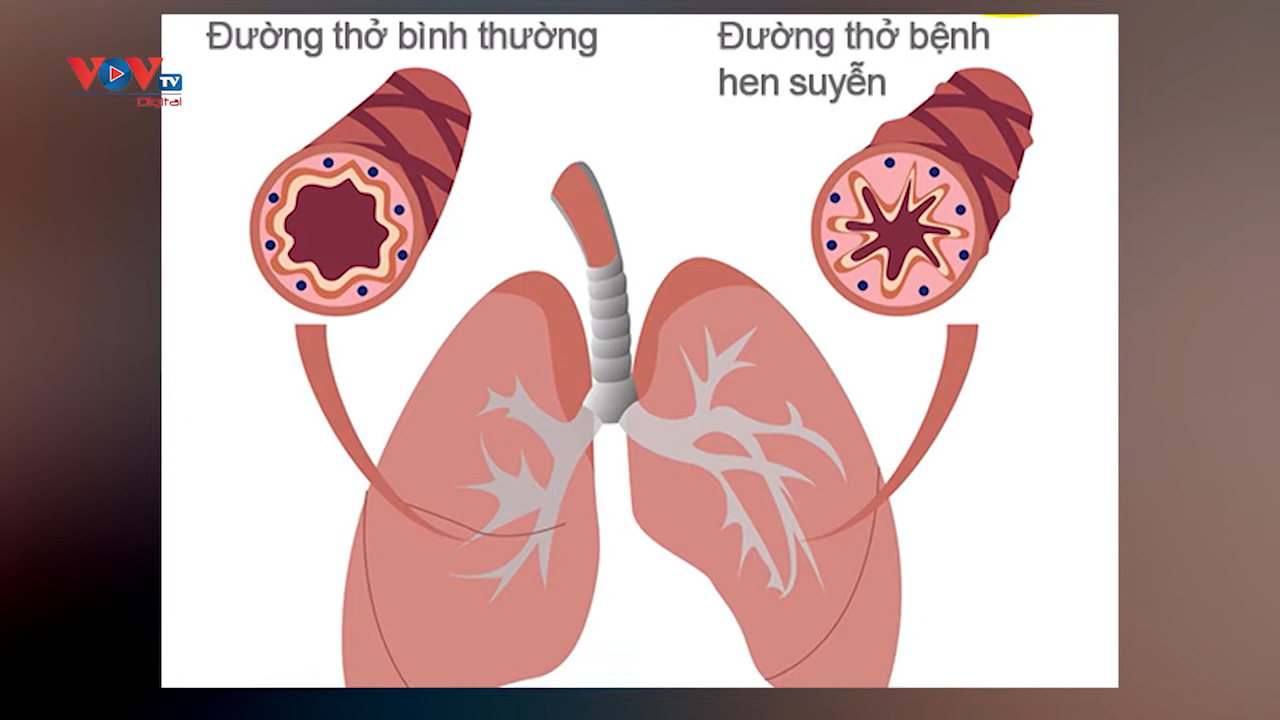 Đường thở bình thường
Đường thở bệnh
hen suyễn
VOV TV
Digital